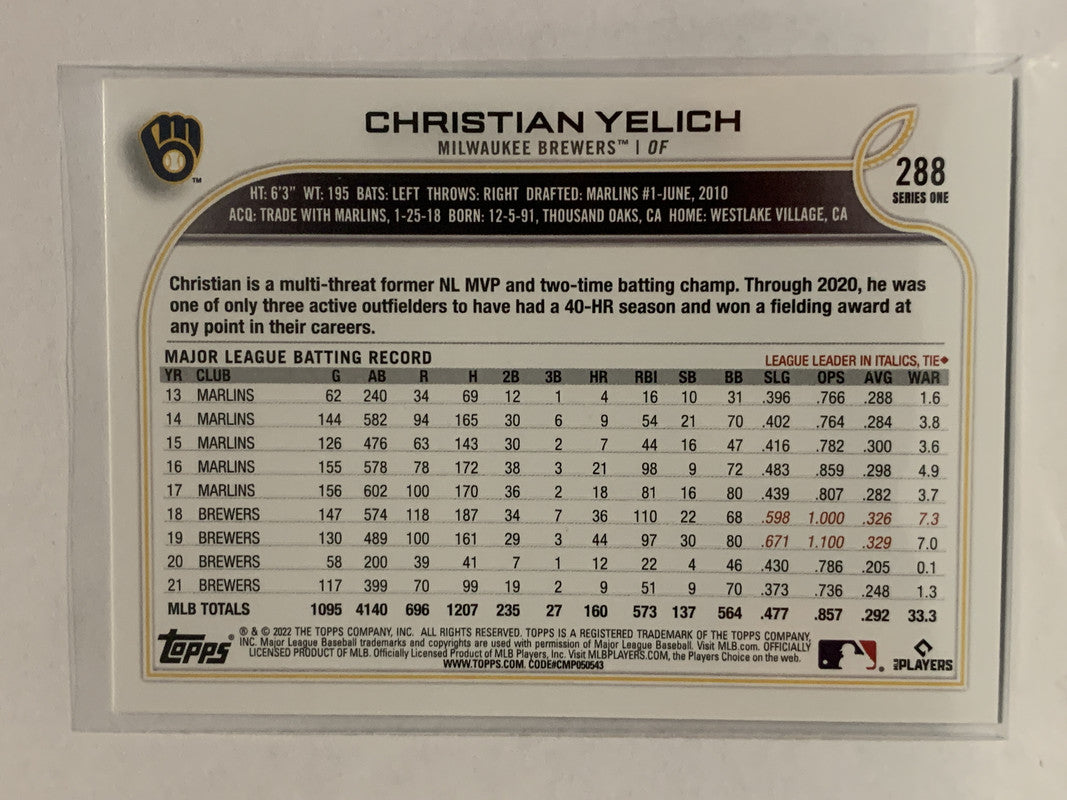 CHRISTIAN YELICH
MILWAUKEE BREWERS™ | OF
TM
288
SERIES ONE
HT: 6'3" WT: 195 BATS: LEFT THROWS: RIGHT DRAFTED: MARLINS #1-JUNE, 2010
ACQ: TRADE WITH MARLINS, 1-25-18 BORN: 12-5-91, THOUSAND OAKS, CA HOME: WESTLAKE VILLAGE, CA
Christian is a multi-threat former NL MVP and two-time batting champ. Through 2020, he was
one of only three active outfielders to have had a 40-HR season and won a fielding award at
any point in their careers.
MAJOR LEAGUE BATTING RECORD LEAGUE LEADER IN ITALICS, TIE◆
YR CLUB G AB R H 2B 3B HR RBI SB BB SLG OPS AVG WAR
13 MARLINS 62 240 34 69 12 1 4 16 10 31 .396 .766 .288 1.6
14 MARLINS 144 582 94 165 30 6 9 54 21 70 .402 .764 .284 3.8
15 MARLINS 126 476 63 143 30 2 7 44 16 47 .416 .782 .300 3.6
16 MARLINS 155 578 78 172 38 3 21 98 9 72 .483 .859 .298 4.9
17 MARLINS 156 602 100 170 36 2 18 81 16 80 .439 .807 .282 3.7
18 BREWERS 147 574 118 187 34 7 36 110 22 68 .598 1.000 .326 7.3
19 BREWERS 130 489 100 161 29 3 44 97 30 80 .671 1.100 .329 7.0
20 BREWERS 58 200 39 41 7 1 12 22 4 46 .430 .786 .205 0.1
21 BREWERS 117 399 70 99 19 2 9 51 9 70 .373 .736 .248 1.3
MLB TOTALS 1095 4140 696 1207 235 27 160 573 137 564 .477 .857 .292 33.3
topps®
® & © 2022 THE TOPPS COMPANY, INC. ALL RIGHTS RESERVED. TOPPS IS A REGISTERED TRADEMARK OF THE TOPPS COMPANY,
INC. Major League Baseball trademarks and copyrights are used with permission of Major League Baseball. Visit MLB.com. OFFICIALLY
LICENSED PRODUCT OF MLB. Officially Licensed Product of MLB Players, Inc. Visit MLBPLAYERS.COM, the Players Choice on the web.
WWW.TOPPS.COM. CODE#CMP050543
MLB PLAYERS